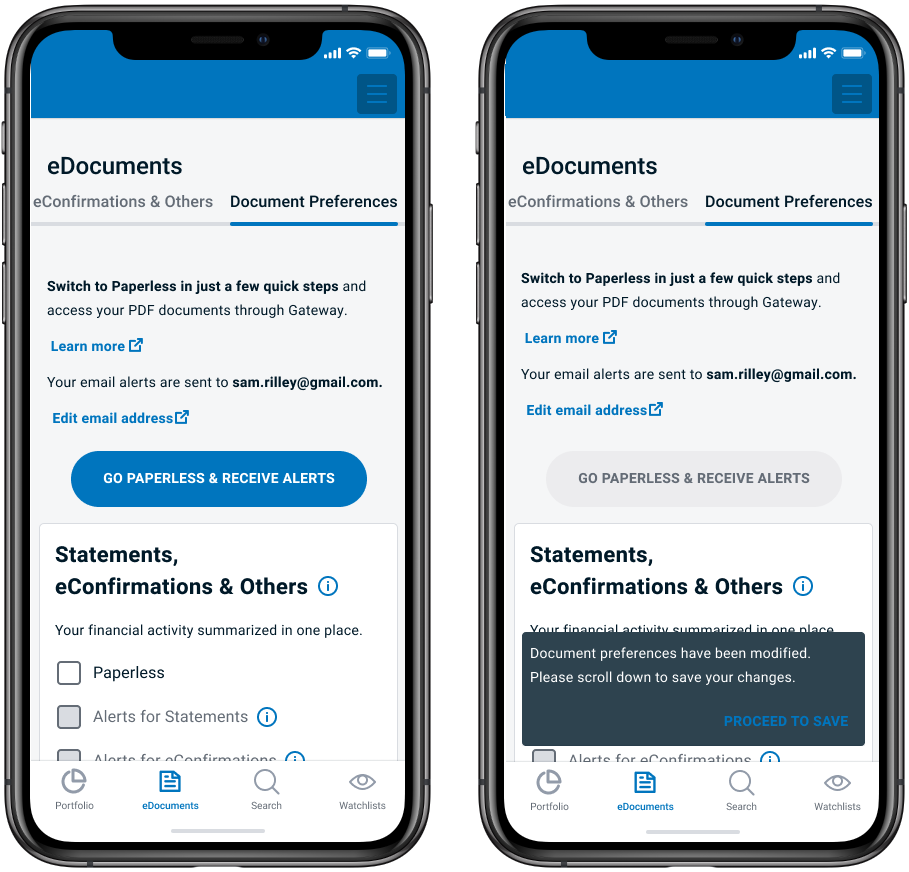 eDocuments
eConfirmations & Others
Document Preferences
Switch to Paperless in just a few quick steps and
access your PDF documents through Gateway.
Learn more
Your email alerts are sent to sam.rilley@gmail.com.
Edit email address
GO PAPERLESS & RECEIVE ALERTS
Statements,
eConfirmations & Others
Your financial activity summarized in one place.
Paperless
Alerts for Statements
Alerts for eConfirmations
Portfolio
eDocuments
Search
Watchlists
eDocuments
eConfirmations & Others
Document Preferences
Switch to Paperless in just a few quick steps and
access your PDF documents through Gateway.
Learn more
Your email alerts are sent to sam.rilley@gmail.com.
Edit email address
GO PAPERLESS & RECEIVE ALERTS
Statements,
eConfirmations & Others
Your financial activity summarized in one place.
Document preferences have been modified.
Please scroll down to save your changes.
PROCEED TO SAVE
Alerts for eConfirmations
Portfolio
eDocuments
Search
Watchlists